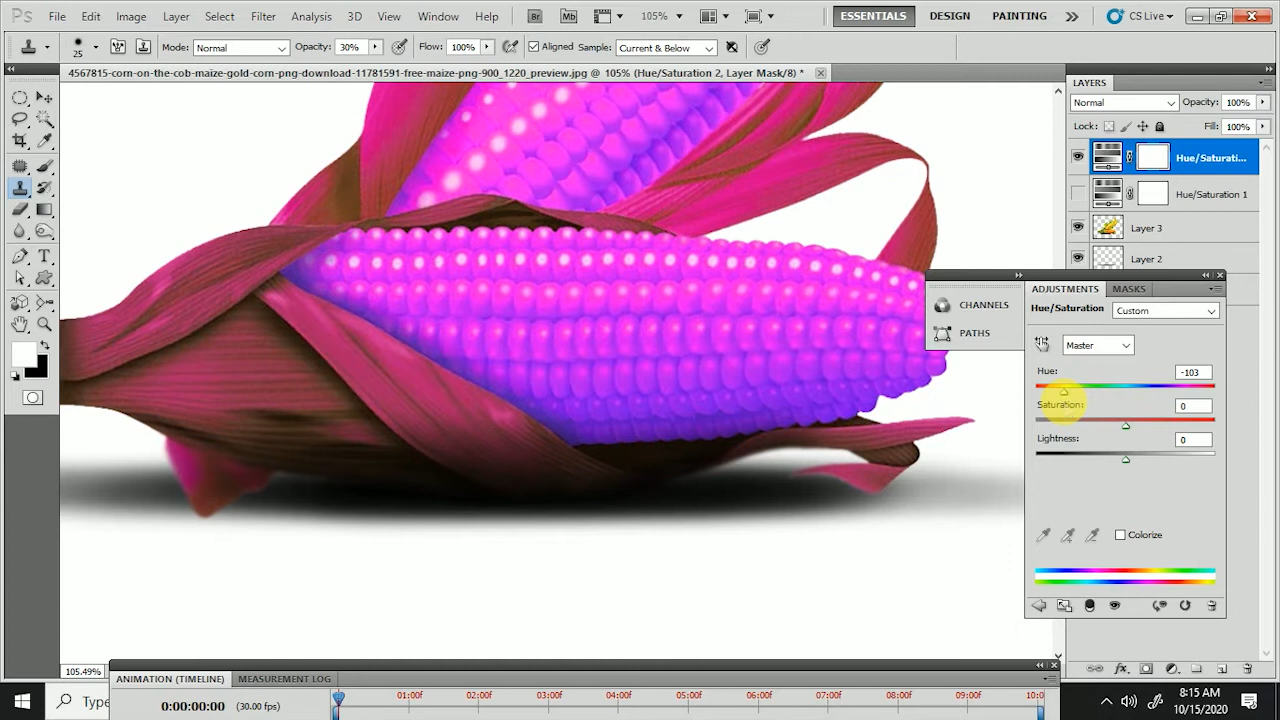 Ps File Edit Image Layer Select Filter Analysis 3D View Window Help Br Mb 105% ESSENTIALS DESIGN PAINTING CS Live
25 Mode: Normal Opacity: 30% Flow: 100% Aligned Sample: Current & Below
4567815-corn-on-the-cob-maize-gold-corn-png-download-11781591-free-maize-png-900_1220_preview.jpg @ 105% (Hue/Saturation 2, Layer Mask/8) *
LAYERS
Normal Opacity: 100%
Lock: Fill: 100%
Hue/Saturati...
Hue/Saturation 1
Layer 3
Layer 2
CHANNELS
PATHS
ADJUSTMENTS MASKS
Hue/Saturation Custom
Master
Hue: -103
Saturation: 0
Lightness: 0
Colorize
105.49%
ANIMATION (TIMELINE) MEASUREMENT LOG
01:00f 02:00f 03:00f 04:00f 05:00f 06:00f 07:00f 08:00f 09:00f 10:0
0:00:00:00 (30.00 fps)
Type
8:15 AM
10/15/2020